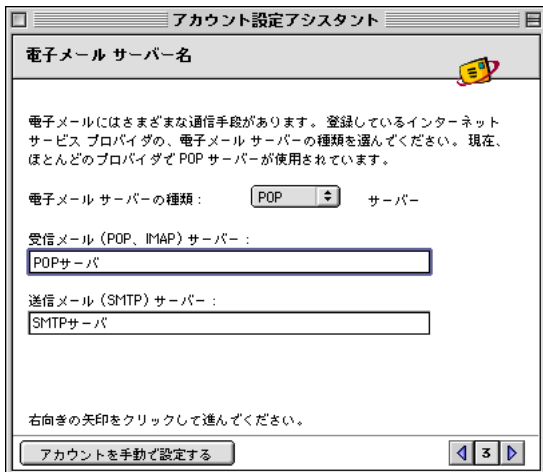 アカウント設定アシスタント
電子メール サーバー名
電子メールにはさまざまな通信手段があります。 登録しているインターネット
サービス プロバイダの、電子メール サーバーの種類を選んでください。 現在、
ほとんどのプロバイダで POP サーバーが使用されています。
電子メール サーバーの種類 : POP サーバー
受信メール (POP、IMAP) サーバー :
POPサーバ
送信メール (SMTP) サーバー :
SMTPサーバ
右向きの矢印をクリックして進んでください。
アカウントを手動で設定する 3